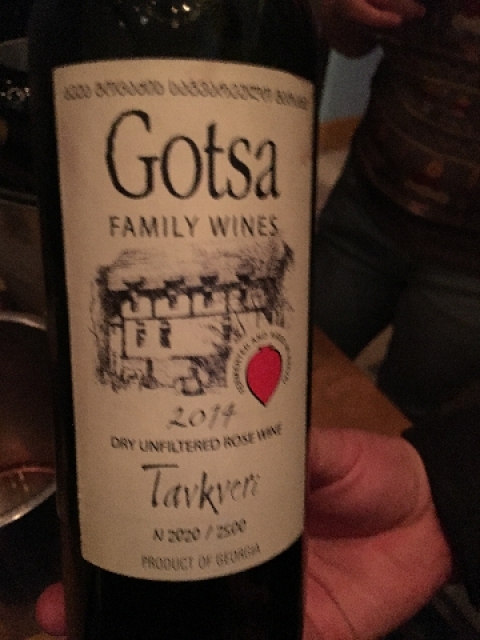 Gotsa
FAMILY WINES
2014
DRY UNFILTERED ROSE WINE
Tavkveri
N 2020 / 2500
PRODUCT OF GEORGIA